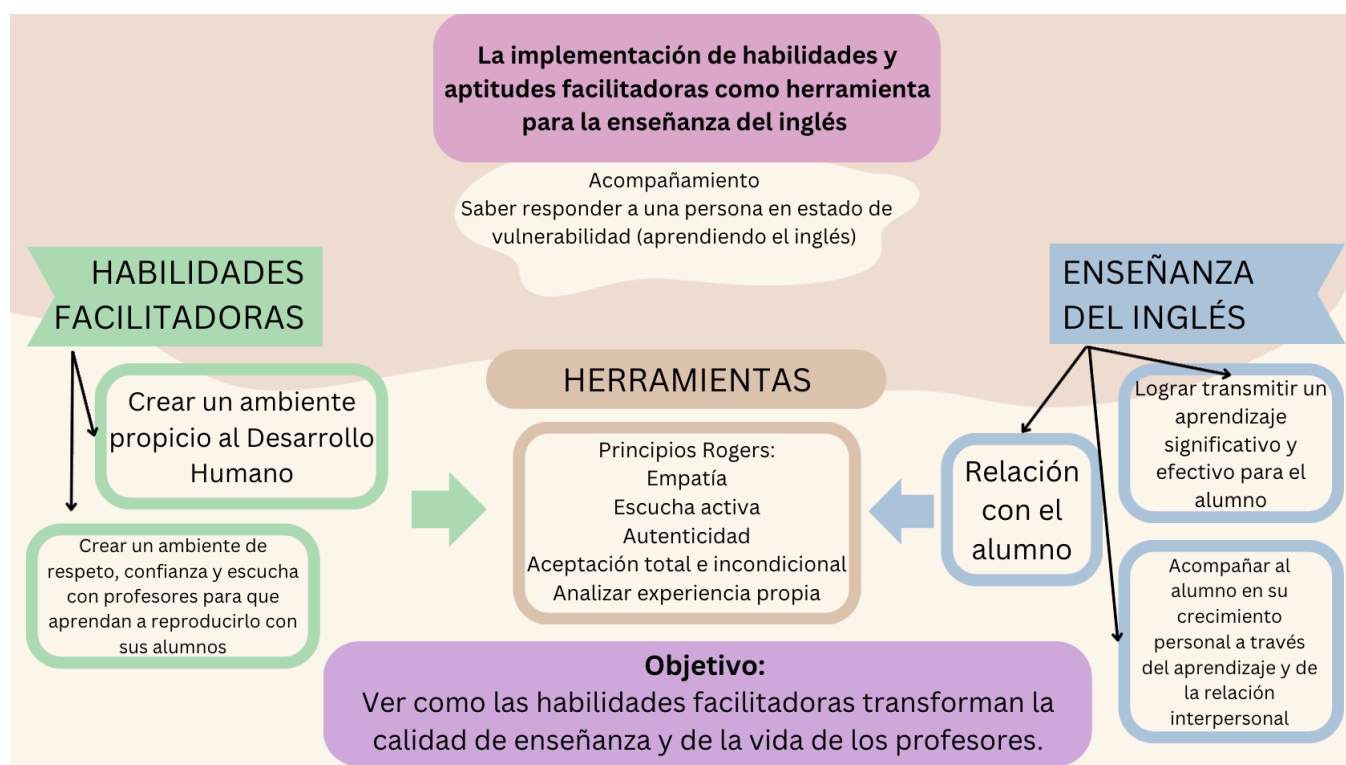 La implementación de habilidades y
aptitudes facilitadoras como herramienta
para la enseñanza del inglés
Acompañamiento
Saber responder a una persona en estado de
vulnerabilidad (aprendiendo el inglés)
HABILIDADES
FACILITADORAS
Crear un ambiente
propicio al Desarrollo
Humano
Crear un ambiente de
respeto, confianza y escucha
con profesores para que
aprendan a reproducirlo con
sus alumnos
HERRAMIENTAS
Principios Rogers:
Empatía
Escucha activa
Autenticidad
Aceptación total e incondicional
Analizar experiencia propia
ENSEÑANZA
DEL INGLÉS
Relación
con el
alumno
Lograr transmitir un
aprendizaje
significativo y
efectivo para el
alumno
Acompañar al
alumno en su
crecimiento
personal a través
del aprendizaje y de
la relación
interpersonal
Objetivo:
Ver como las habilidades facilitadoras transforman la
calidad de enseñanza y de la vida de los profesores.